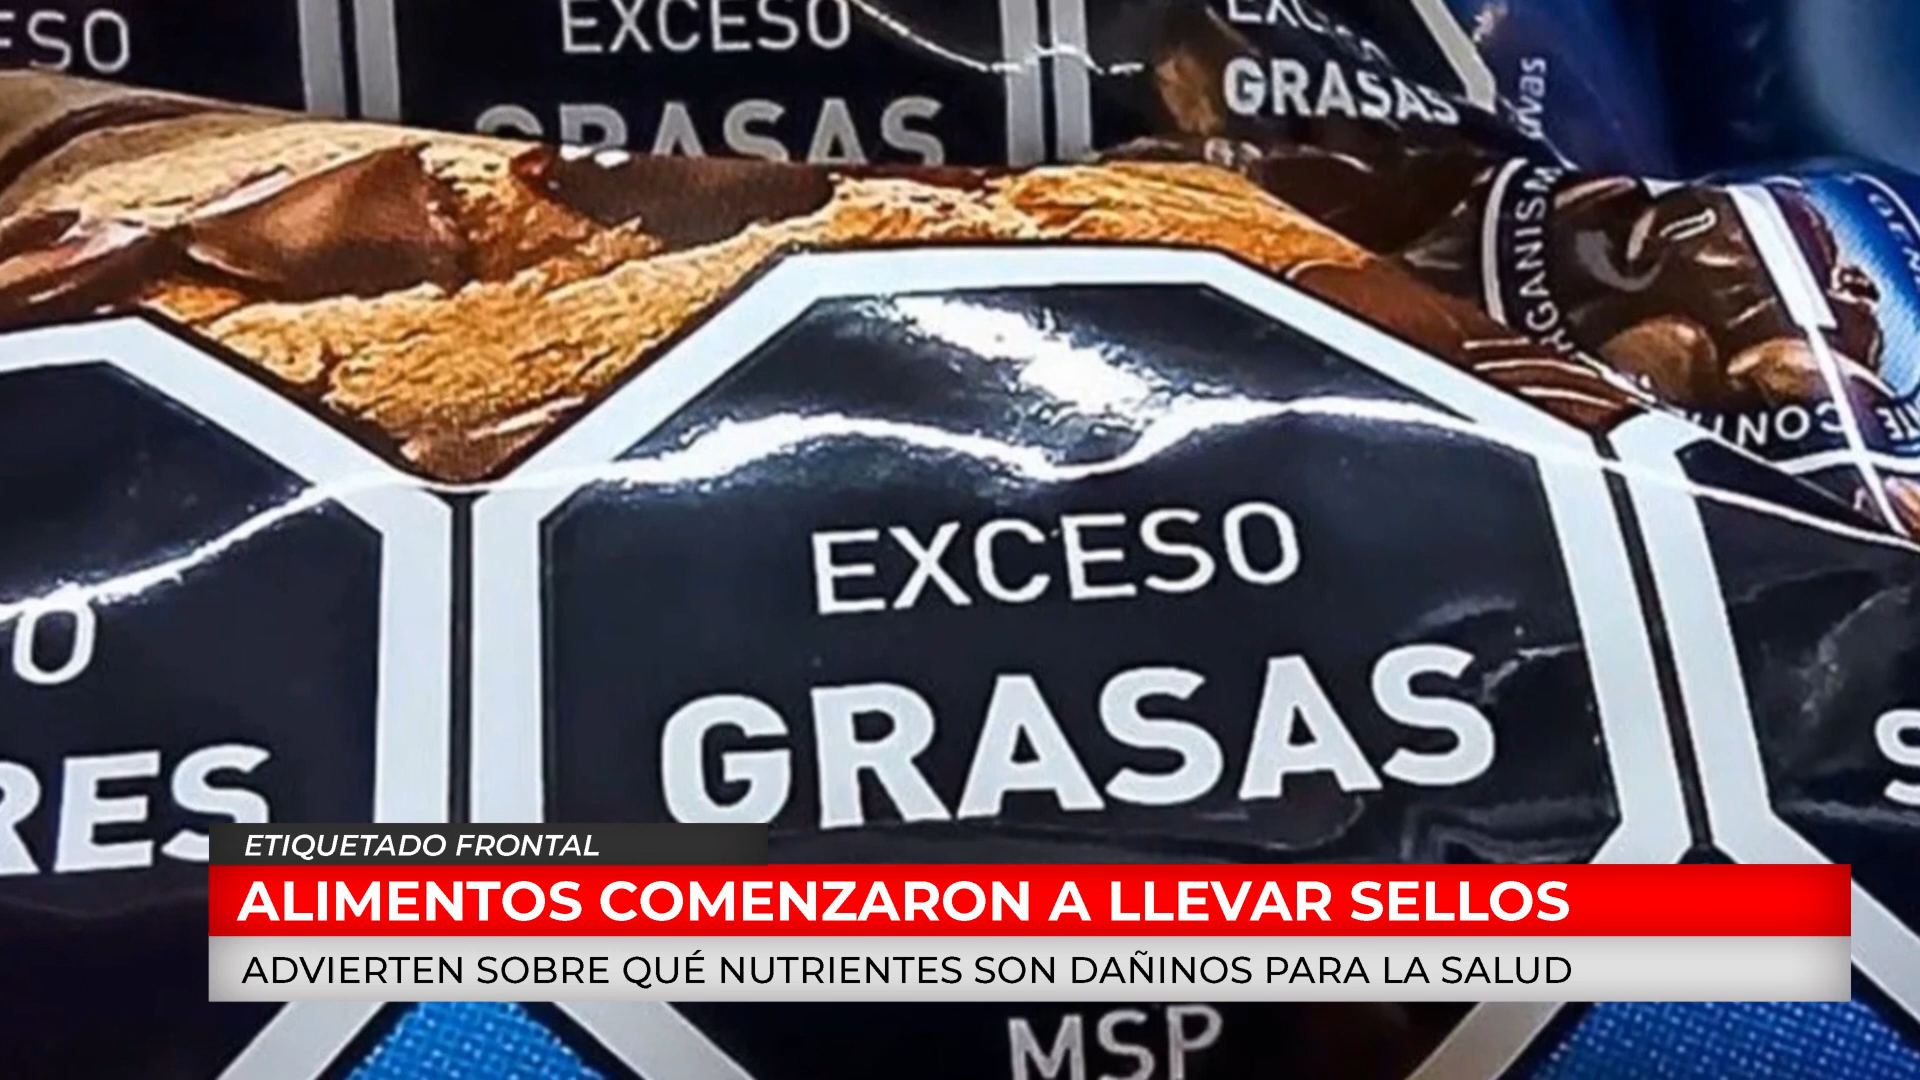 EXCESO
GRASAS
GRASAS
EXCESO
GRASAS
MSP
ETIQUETADO FRONTAL
ALIMENTOS COMENZARON A LLEVAR SELLOS
ADVIERTEN SOBRE QUÉ NUTRIENTES SON DAÑINOS PARA LA SALUD